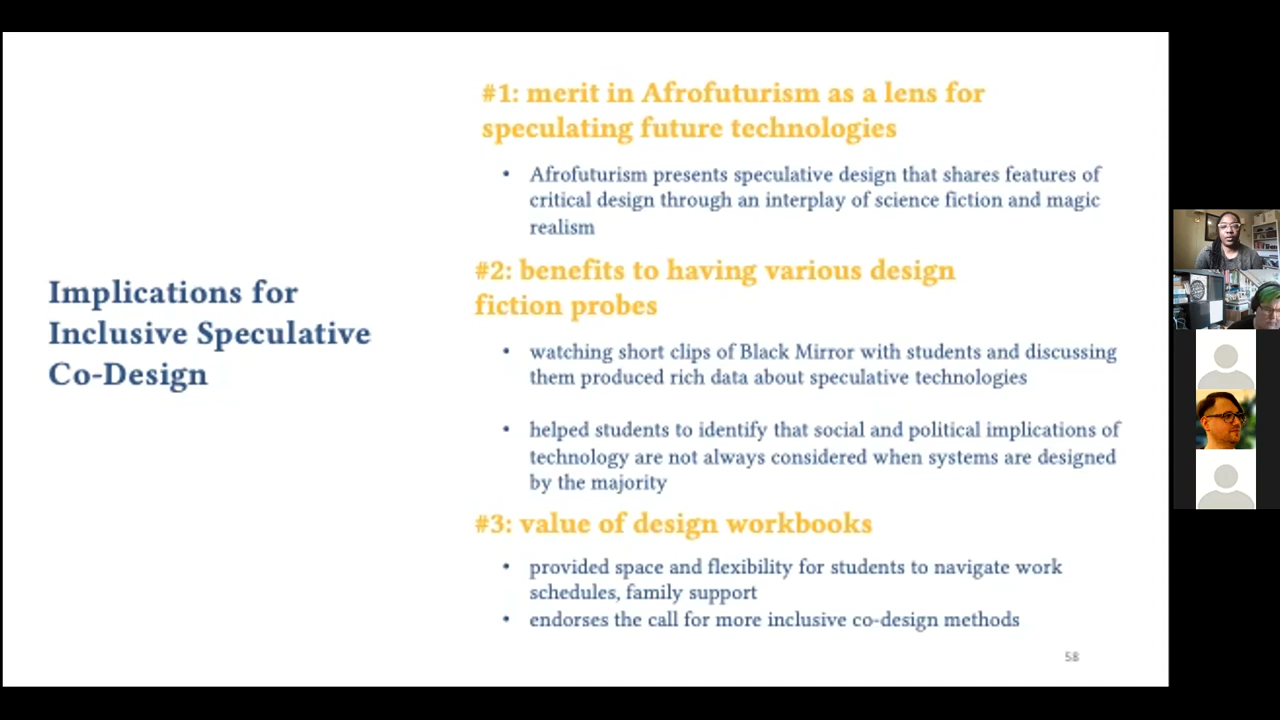 Implications for
Inclusive Speculative
Co-Design
#1: merit in Afrofuturism as a lens for
speculating future technologies
• Afrofuturism presents speculative design that shares features of
critical design through an interplay of science fiction and magic
realism
#2: benefits to having various design
fiction probes
• watching short clips of Black Mirror with students and discussing
them produced rich data about speculative technologies
• helped students to identify that social and political implications of
technology are not always considered when systems are designed
by the majority
#3: value of design workbooks
• provided space and flexibility for students to navigate work
schedules, family support
• endorses the call for more inclusive co-design methods
58